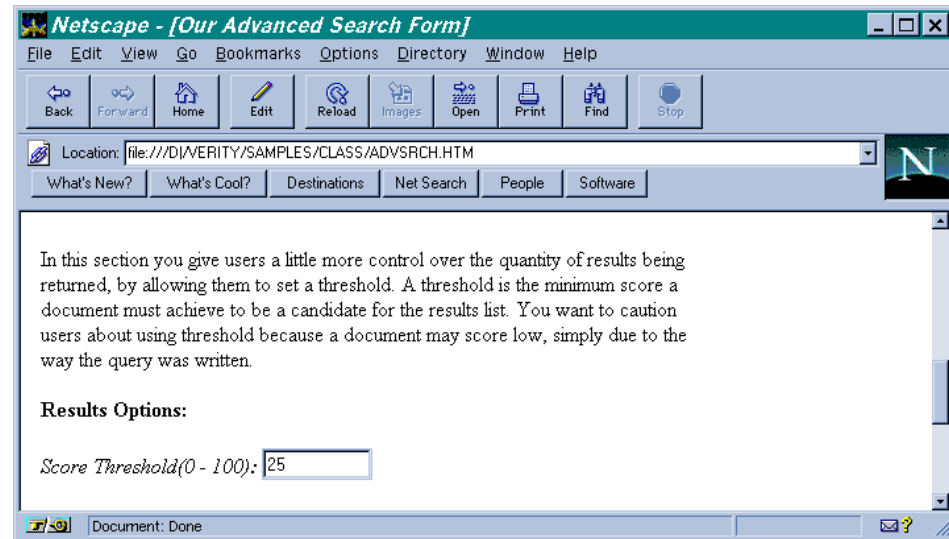 Netscape - [Our Advanced Search Form]
File Edit View Go Bookmarks Options Directory Window Help
Back Forward Home Edit Reload Images Open Print Find Stop
Location: file:///D|/VERITY/SAMPLES/CLASS/ADVSRCH.HTM
N
What's New? What's Cool? Destinations Net Search People Software
In this section you give users a little more control over the quantity of results being
returned, by allowing them to set a threshold. A threshold is the minimum score a
document must achieve to be a candidate for the results list. You want to caution
users about using threshold because a document may score low, simply due to the
way the query was written.
Results Options:
Score Threshold(0 - 100): 25
Document: Done ?